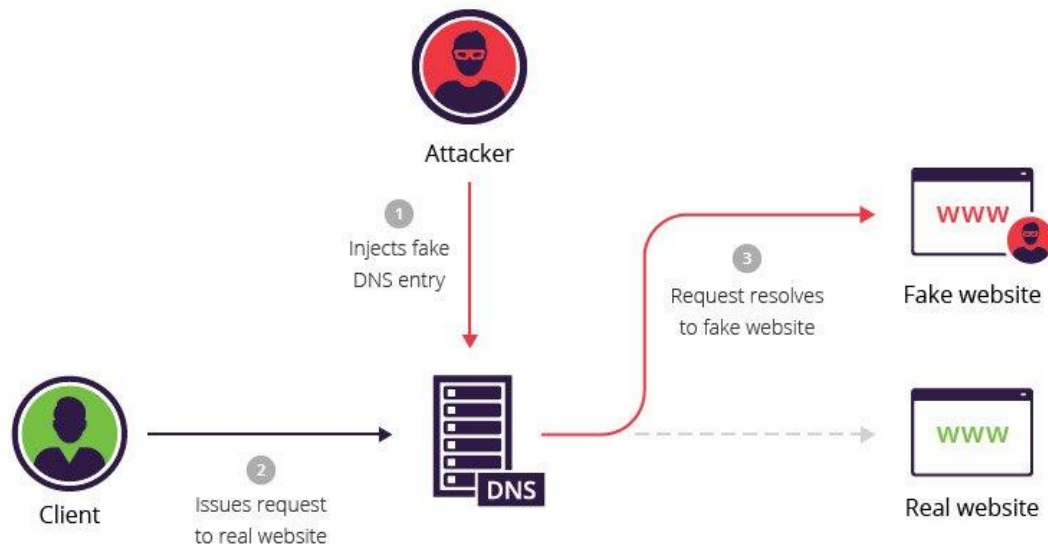 Attacker
1
Injects fake
DNS entry
www
3
Request resolves
to fake website
Fake website
DNS
www
Client
2
Issues request
to real website
Real website